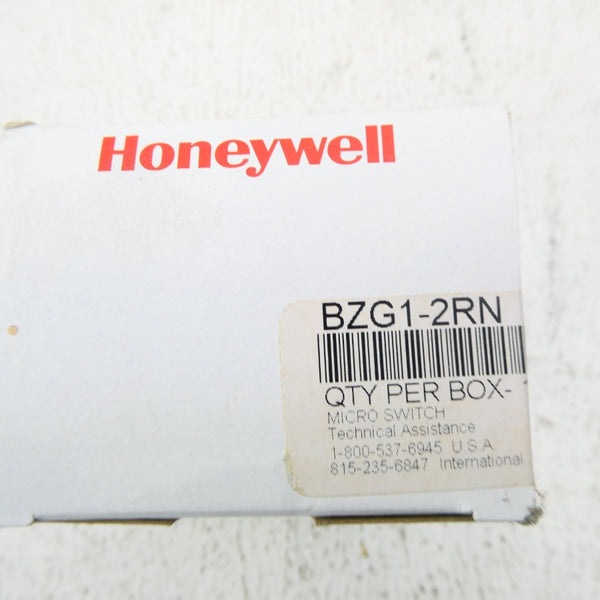 Honeywell
BZG1-2RN
QTY PER BOX-
MICRO SWITCH
Technical Assistance
1-800-537-6945 U.S.A.
815-235-6847 International